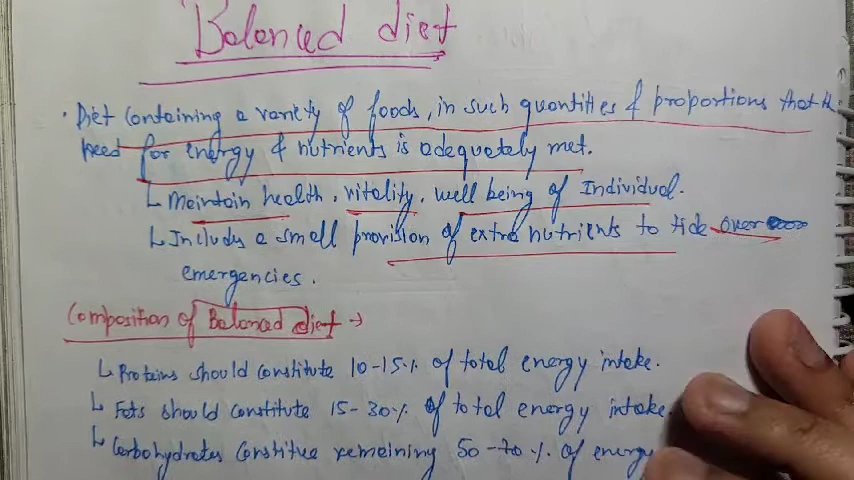 Balanced diet
· Diet containing a variety of foods, in such quantities & proportions that the
need for energy & nutrients is adequately met.
↳ Maintain health, vitality, well being of Individual.
↳ Includes a small provision of extra nutrients to tide over
emergencies.
Composition of Balanced diet →
↳ Proteins should constitute 10-15% of total energy intake.
↳ Fats should constitute 15-30% of total energy intake.
↳ Carbohydrates constitue remaining 50-70% of energy